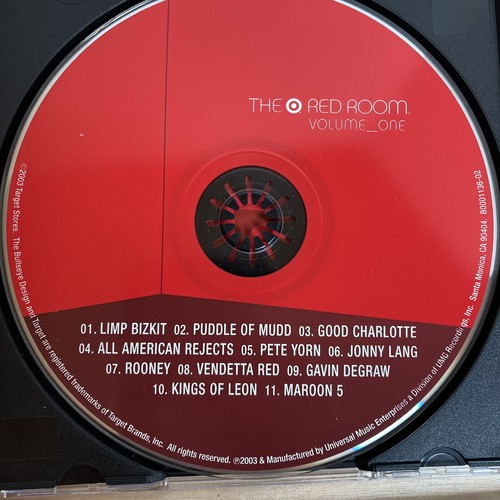 THE RED ROOM™
VOLUME_ONE
01. LIMP BIZKIT 02. PUDDLE OF MUDD 03. GOOD CHARLOTTE
04. ALL AMERICAN REJECTS 05. PETE YORN 06. JONNY LANG
07. ROONEY 08. VENDETTA RED 09. GAVIN DEGRAW
10. KINGS OF LEON 11. MAROON 5
©2003 Target Stores. The Bullseye Design and Target are registered trademarks of Target Brands, Inc. All rights reserved. ℗2003 & Manufactured by Universal Music Enterprises a Division of UMG Recordings, Inc. Santa Monica, CA 90404. B0001136-02